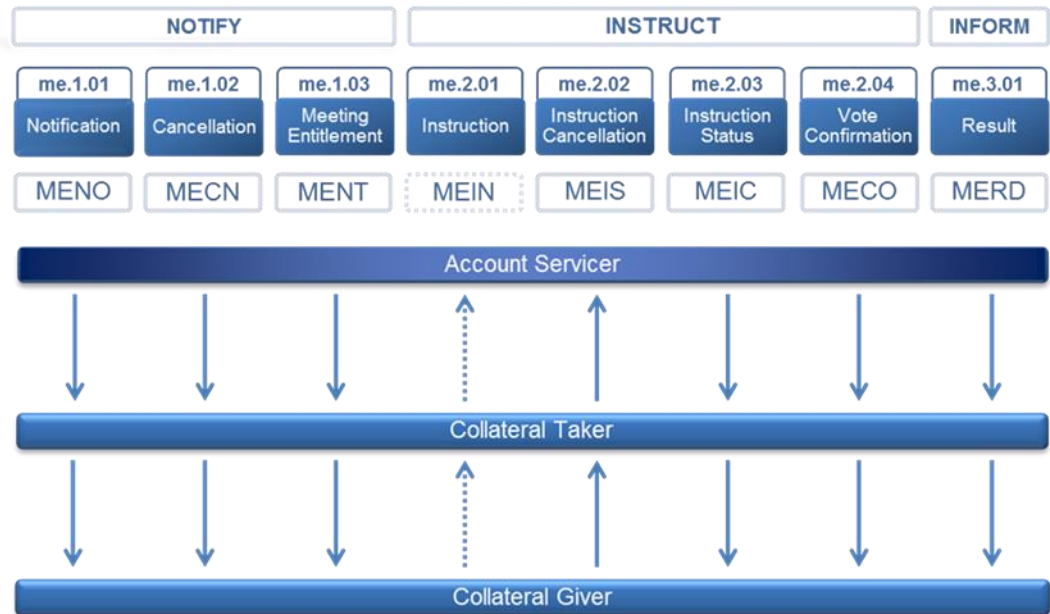 NOTIFY INSTRUCT INFORM
me.1.01 me.1.02 me.1.03 me.2.01 me.2.02 me.2.03 me.2.04 me.3.01
Notification Cancellation Meeting Entitlement Instruction Instruction Cancellation Instruction Status Vote Confirmation Result
MENO MECN MENT MEIN MEIS MEIC MECO MERD
Account Servicer
Collateral Taker
Collateral Giver